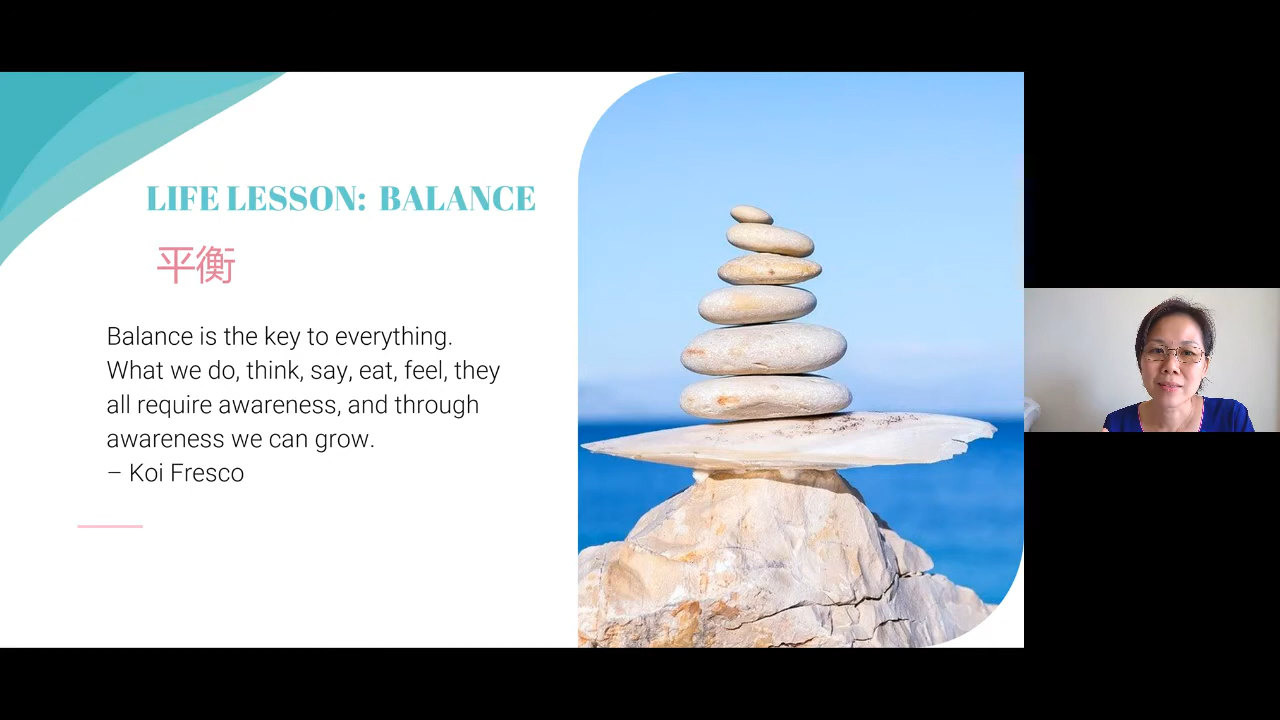 LIFE LESSON: BALANCE
平衡
Balance is the key to everything.
What we do, think, say, eat, feel, they
all require awareness, and through
awareness we can grow.
– Koi Fresco